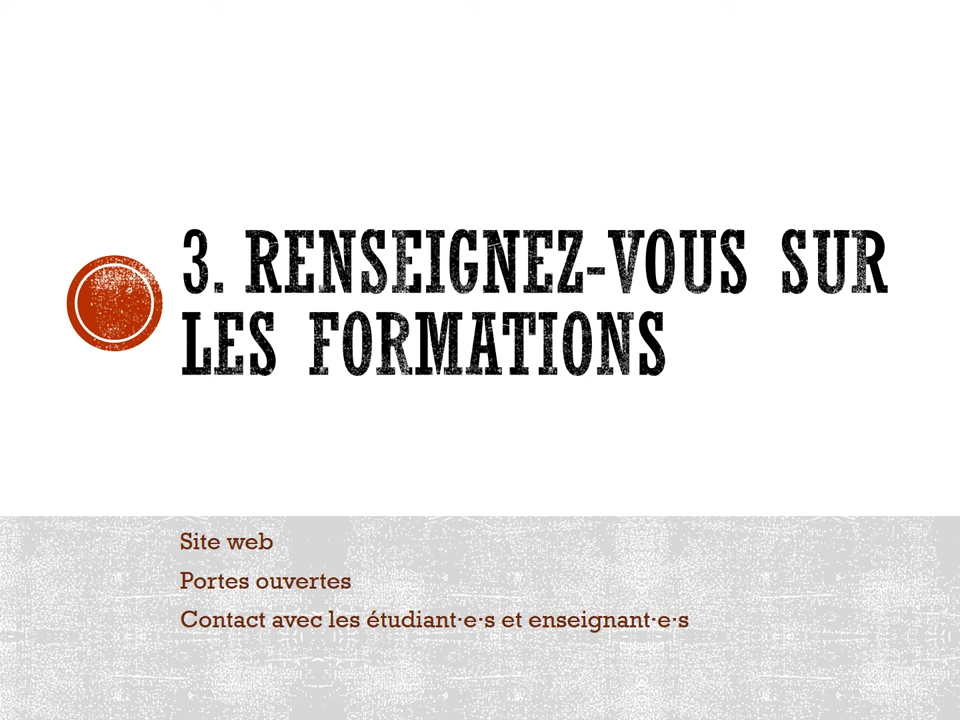 3. RENSEIGNEZ-VOUS SUR
LES FORMATIONS
Site web
Portes ouvertes
Contact avec les étudiant·e·s et enseignant·e·s